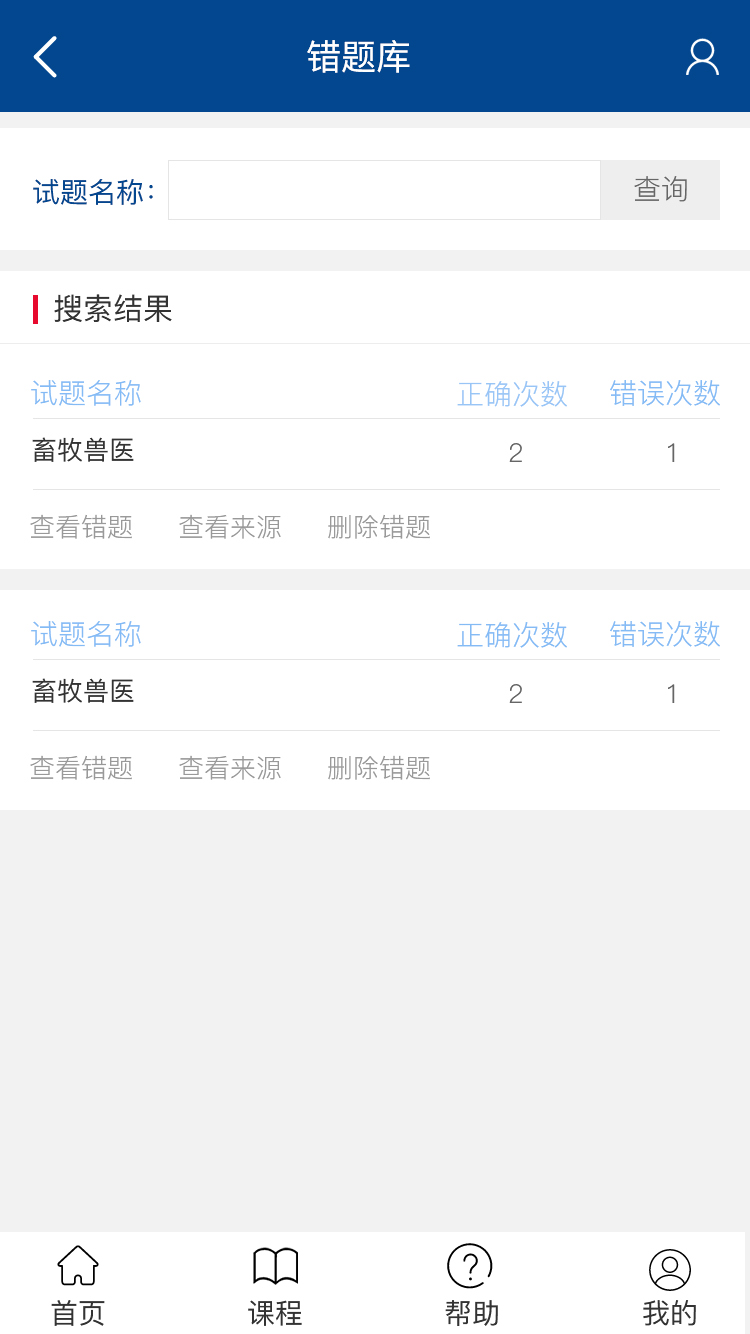 错题库
试题名称： 查询
搜索结果
试题名称 正确次数 错误次数
畜牧兽医 2 1
查看错题 查看来源 删除错题
试题名称 正确次数 错误次数
畜牧兽医 2 1
查看错题 查看来源 删除错题
首页 课程 帮助 我的